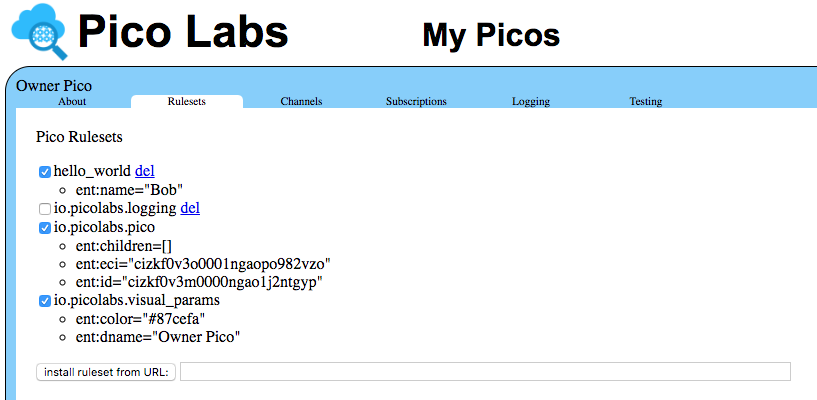 Pico Labs My Picos
Owner Pico
About Rulesets Channels Subscriptions Logging Testing
Pico Rulesets
hello_world del
ent:name="Bob"
io.picolabs.logging del
io.picolabs.pico
ent:children=[]
ent:eci="cizkf0v3o0001ngaopo982vzo"
ent:id="cizkf0v3m0000ngao1j2ntgyp"
io.picolabs.visual_params
ent:color="#87cefa"
ent:dname="Owner Pico"
install ruleset from URL: